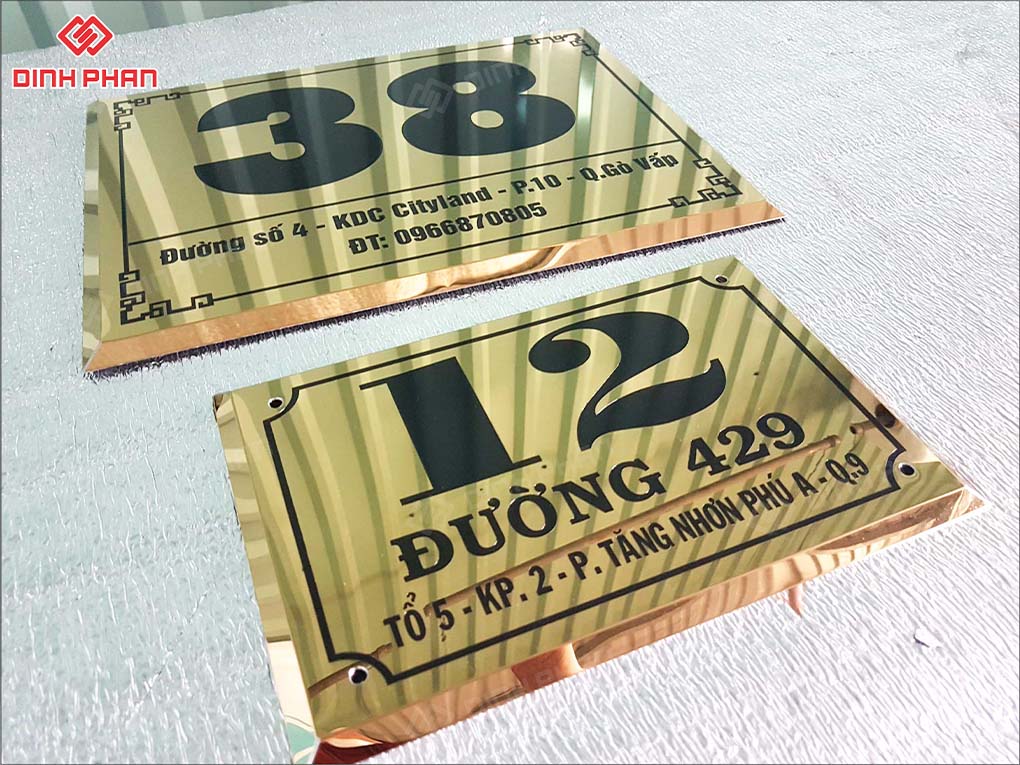 DINH PHAN
38
Đường số 4 - KDC Cityland - P.10 - Q.Gò Vấp
ĐT: 0966870805
12
ĐƯỜNG 429
TỔ 5 - KP. 2 - P. TĂNG NHƠN PHÚ A - Q.9